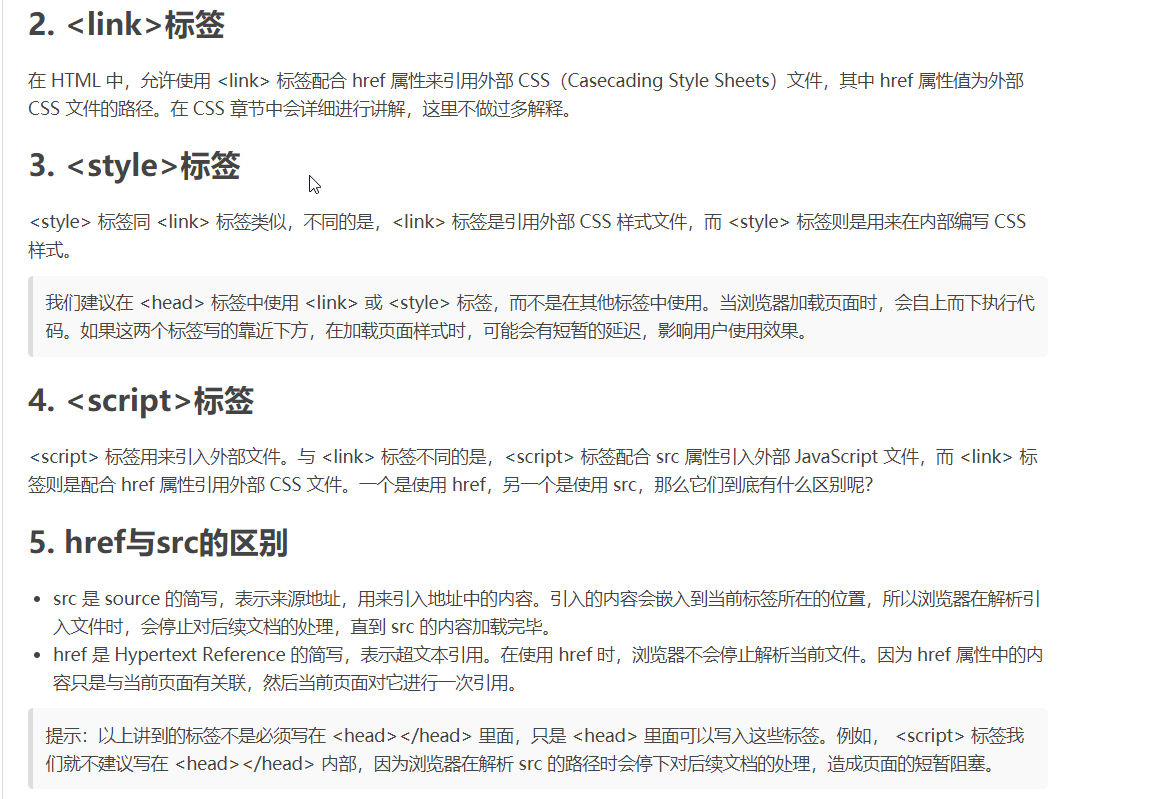 2. <link>标签
在 HTML 中，允许使用 <link> 标签配合 href 属性来引用外部 CSS（Casecading Style Sheets）文件，其中 href 属性值为外部
CSS 文件的路径。在 CSS 章节中会详细进行讲解，这里不做过多解释。
3. <style>标签
<style> 标签同 <link> 标签类似，不同的是，<link> 标签是引用外部 CSS 样式文件，而 <style> 标签则是用来在内部编写 CSS
样式。
我们建议在 <head> 标签中使用 <link> 或 <style> 标签，而不是在其他标签中使用。当浏览器加载页面时，会自上而下执行代
码。如果这两个标签写的靠近下方，在加载页面样式时，可能会有短暂的延迟，影响用户使用效果。
4. <script>标签
<script> 标签用来引入外部文件。与 <link> 标签不同的是，<script> 标签配合 src 属性引入外部 JavaScript 文件，而 <link> 标
签则是配合 href 属性引用外部 CSS 文件。一个是使用 href，另一个是使用 src，那么它们到底有什么区别呢？
5. href与src的区别
• src 是 source 的简写，表示来源地址，用来引入地址中的内容。引入的内容会嵌入到当前标签所在的位置，所以浏览器在解析引
入文件时，会停止对后续文档的处理，直到 src 的内容加载完毕。
• href 是 Hypertext Reference 的简写，表示超文本引用。在使用 href 时，浏览器不会停止解析当前文件。因为 href 属性中的内
容只是与当前页面有关联，然后当前页面对它进行一次引用。
提示：以上讲到的标签不是必须写在 <head></head> 里面，只是 <head> 里面可以写入这些标签。例如， <script> 标签我
们就不建议写在 <head></head> 内部，因为浏览器在解析 src 的路径时会停下对后续文档的处理，造成页面的短暂阻塞。